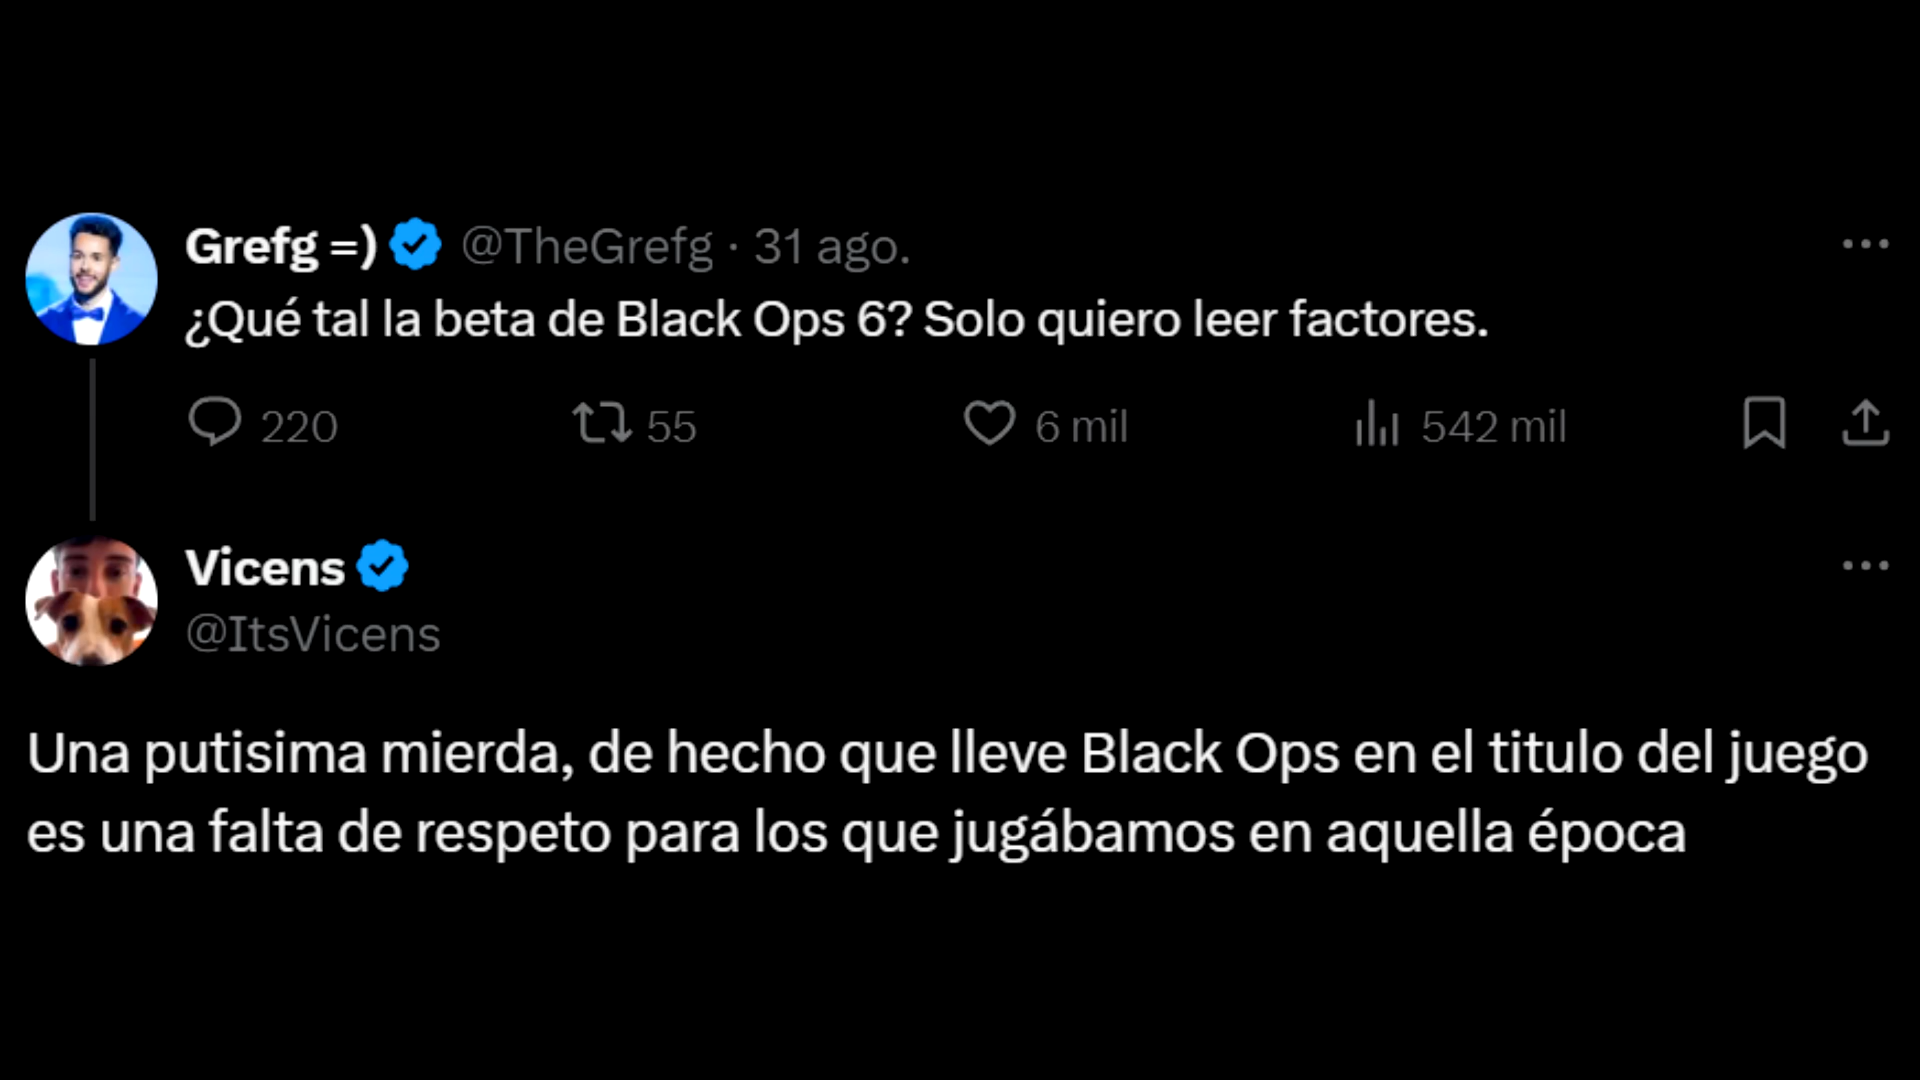 Grefg =) @TheGrefg · 31 ago.
¿Qué tal la beta de Black Ops 6? Solo quiero leer factores.
220 55 6 mil 542 mil
Vicens
@ItsVicens
Una putisima mierda, de hecho que lleve Black Ops en el titulo del juego
es una falta de respeto para los que jugábamos en aquella época